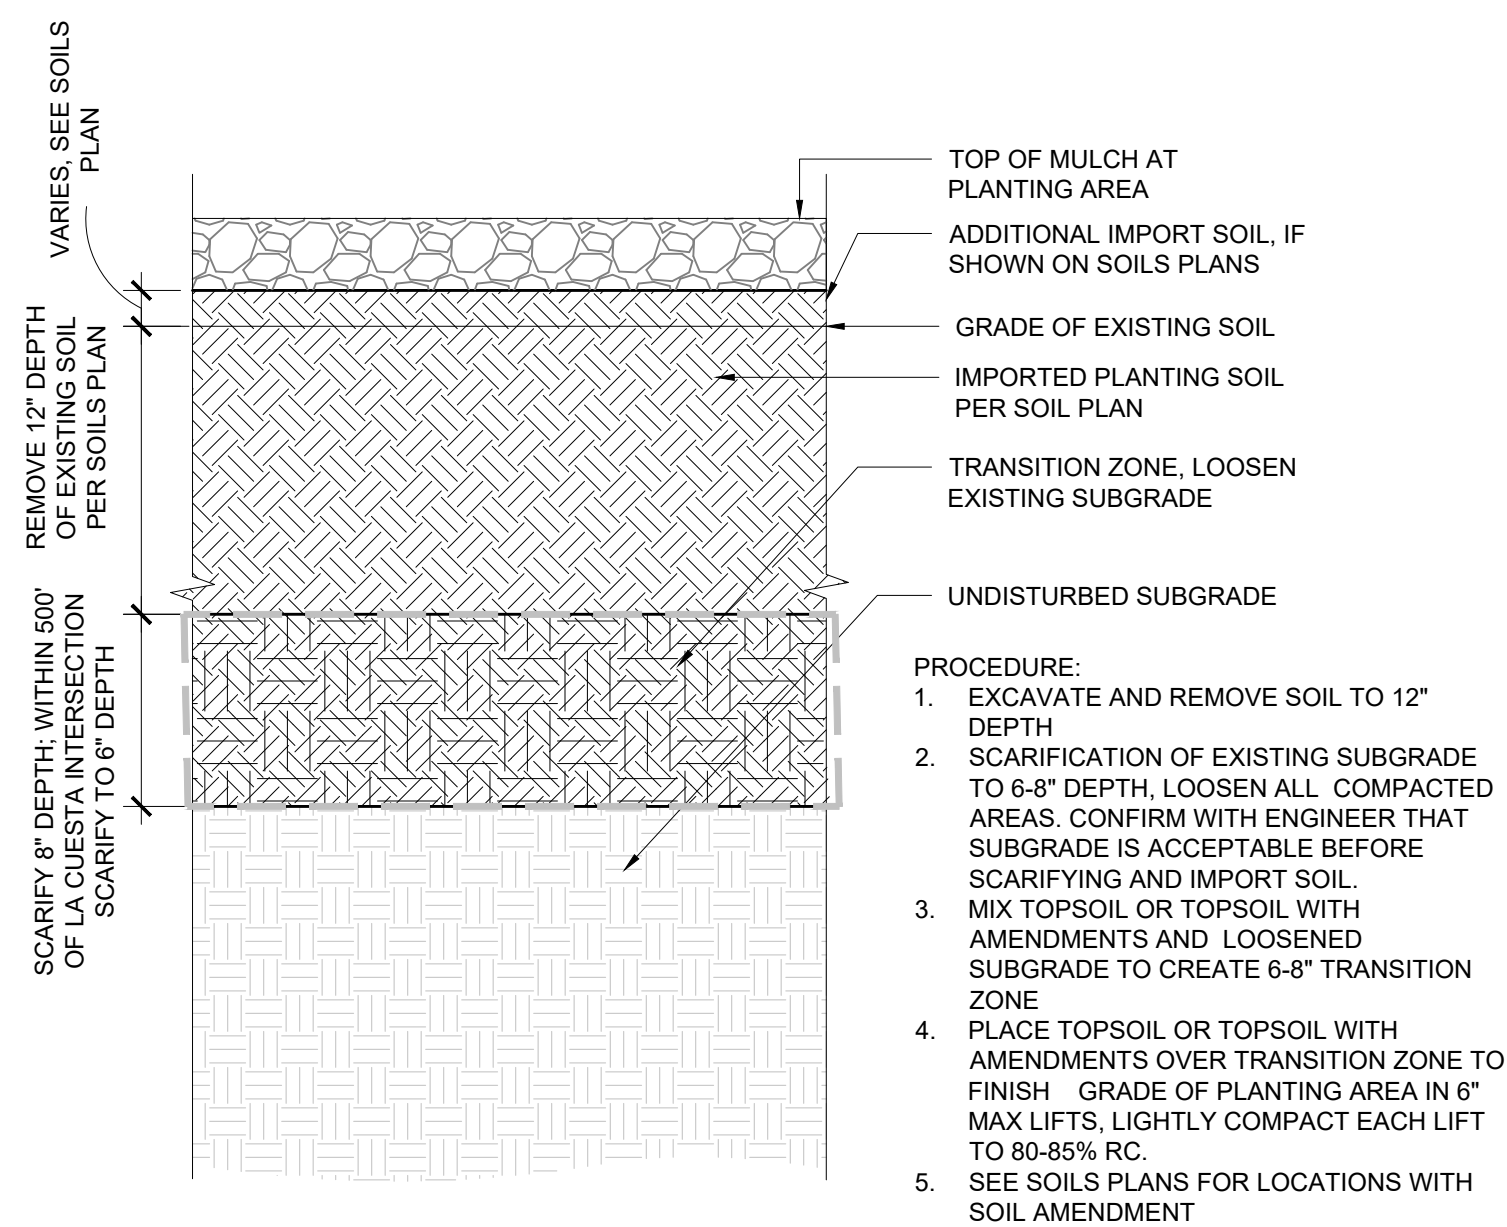 VARIES, SEE SOILS
PLAN
REMOVE 12" DEPTH
OF EXISTING SOIL
PER SOILS PLAN
SCARIFY 8" DEPTH; WITHIN 500'
OF LA CUESTA INTERSECTION
SCARIFY TO 6" DEPTH
TOP OF MULCH AT
PLANTING AREA
ADDITIONAL IMPORT SOIL, IF
SHOWN ON SOILS PLANS
GRADE OF EXISTING SOIL
IMPORTED PLANTING SOIL
PER SOIL PLAN
TRANSITION ZONE, LOOSEN
EXISTING SUBGRADE
UNDISTURBED SUBGRADE
PROCEDURE:
1. EXCAVATE AND REMOVE SOIL TO 12"
DEPTH
2. SCARIFICATION OF EXISTING SUBGRADE
TO 6-8" DEPTH, LOOSEN ALL COMPACTED
AREAS. CONFIRM WITH ENGINEER THAT
SUBGRADE IS ACCEPTABLE BEFORE
SCARIFYING AND IMPORT SOIL.
3. MIX TOPSOIL OR TOPSOIL WITH
AMENDMENTS AND LOOSENED
SUBGRADE TO CREATE 6-8" TRANSITION
ZONE
4. PLACE TOPSOIL OR TOPSOIL WITH
AMENDMENTS OVER TRANSITION ZONE TO
FINISH GRADE OF PLANTING AREA IN 6"
MAX LIFTS, LIGHTLY COMPACT EACH LIFT
TO 80-85% RC.
5. SEE SOILS PLANS FOR LOCATIONS WITH
SOIL AMENDMENT